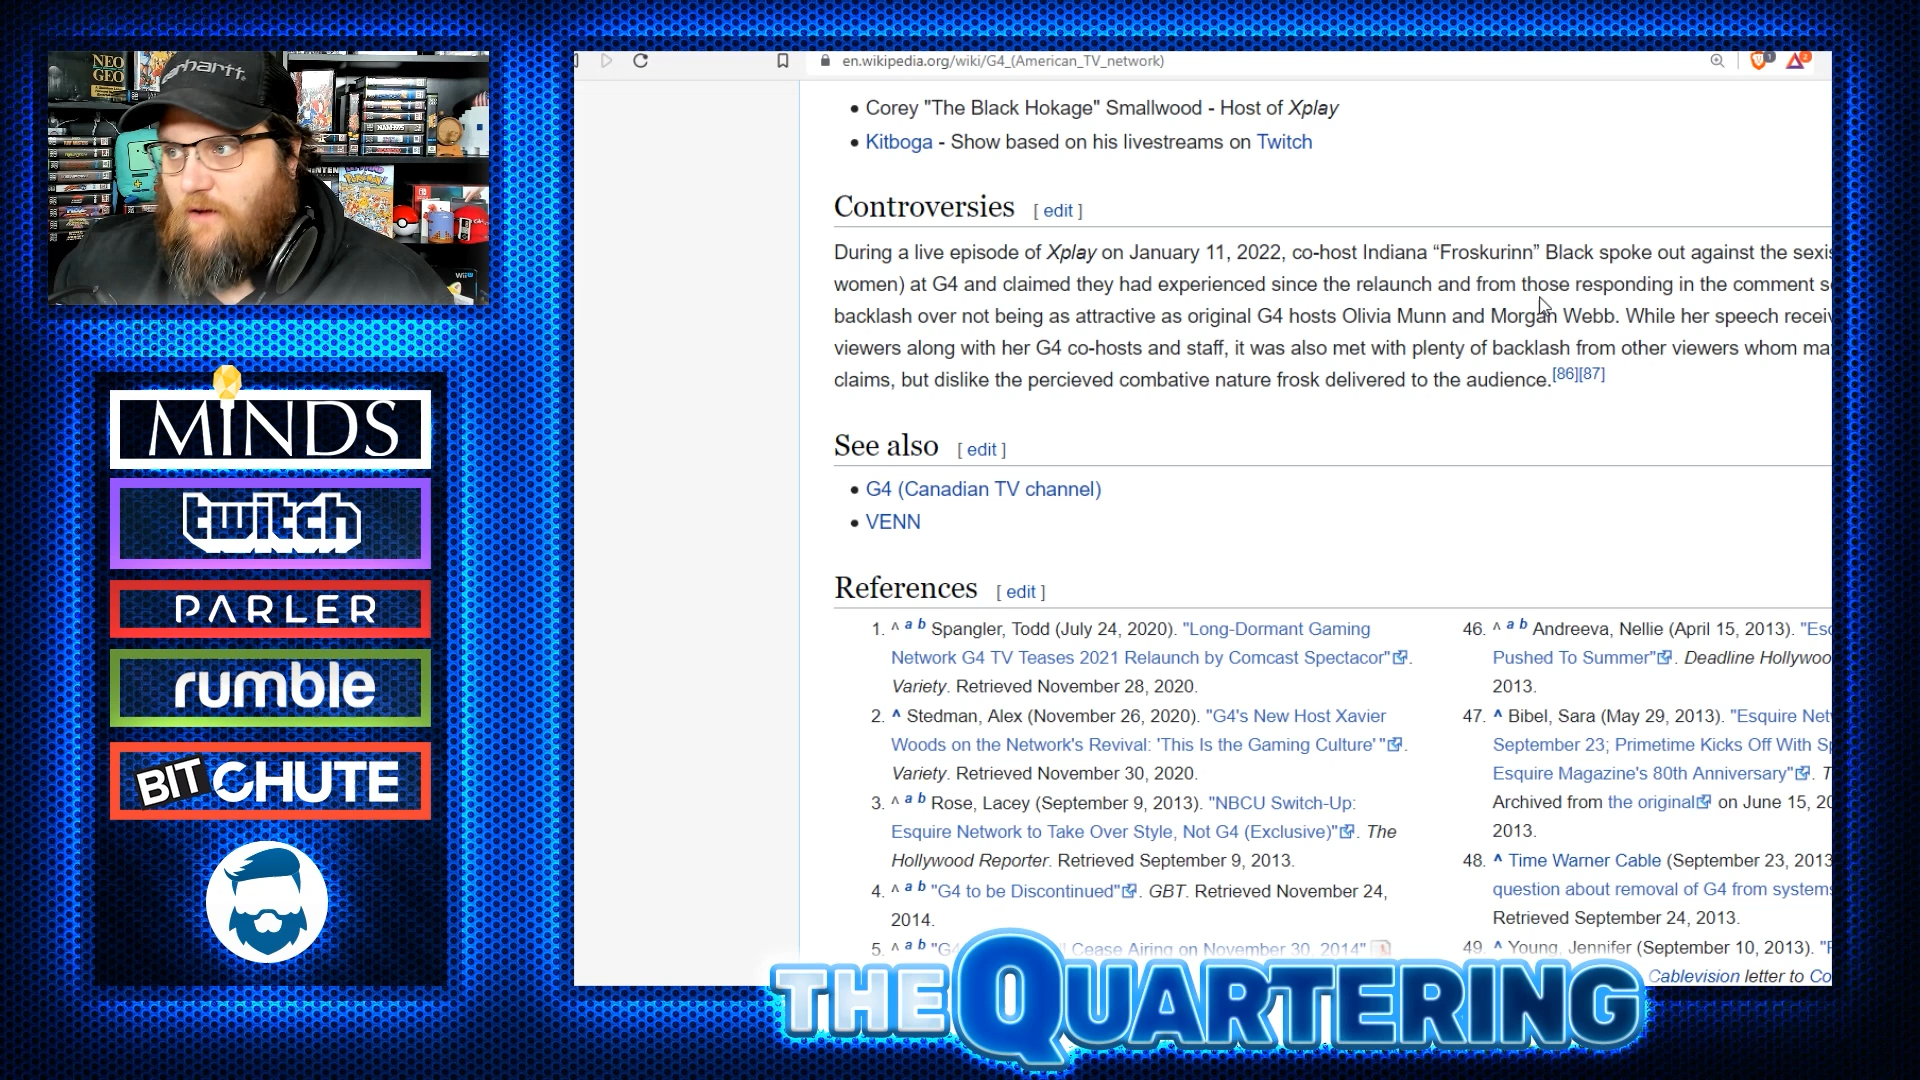 NEO
GEO
carhartt.
en.wikipedia.org/wiki/G4_(American_TV_network)
Corey "The Black Hokage" Smallwood - Host of Xplay
Kitboga - Show based on his livestreams on Twitch
Controversies [ edit ]
During a live episode of Xplay on January 11, 2022, co-host Indiana “Froskurinn” Black spoke out against the
women) at G4 and claimed they had experienced since the relaunch and from those responding in the comment
backlash over not being as attractive as original G4 hosts Olivia Munn and Morgan Webb. While her speech
viewers along with her G4 co-hosts and staff, it was also met with plenty of backlash from other viewers whom
claims, but dislike the percieved combative nature frosk delivered to the audience.[86][87]
See also [ edit ]
G4 (Canadian TV channel)
VENN
References [ edit ]
1. ^ a b Spangler, Todd (July 24, 2020). "Long-Dormant Gaming
Network G4 TV Teases 2021 Relaunch by Comcast Spectacor".
Variety. Retrieved November 28, 2020.
2. ^ Stedman, Alex (November 26, 2020). "G4's New Host Xavier
Woods on the Network's Revival: 'This Is the Gaming Culture' ".
Variety. Retrieved November 30, 2020.
3. ^ a b Rose, Lacey (September 9, 2013). "NBCU Switch-Up:
Esquire Network to Take Over Style, Not G4 (Exclusive)". The
Hollywood Reporter. Retrieved September 9, 2013.
4. ^ a b "G4 to be Discontinued". GBT. Retrieved November 24,
2014.
5. ^ a b "G4 Cease Airing on November 30, 2014"
46. ^ a b Andreeva, Nellie (April 15, 2013).
Pushed To Summer". Deadline
2013.
47. ^ Bibel, Sara (May 29, 2013). "Esquire
September 23; Primetime Kicks Off With
Esquire Magazine's 80th Anniversary".
Archived from the original on June 15,
2013.
48. ^ Time Warner Cable (September 23, 2013
question about removal of G4 from systems
Retrieved September 24, 2013.
49. ^ Young, Jennifer (September 10, 2013).
Cablevision letter to
MINDS
twitch
PARLER
rumble
BITCHUTE
THE QUARTERING